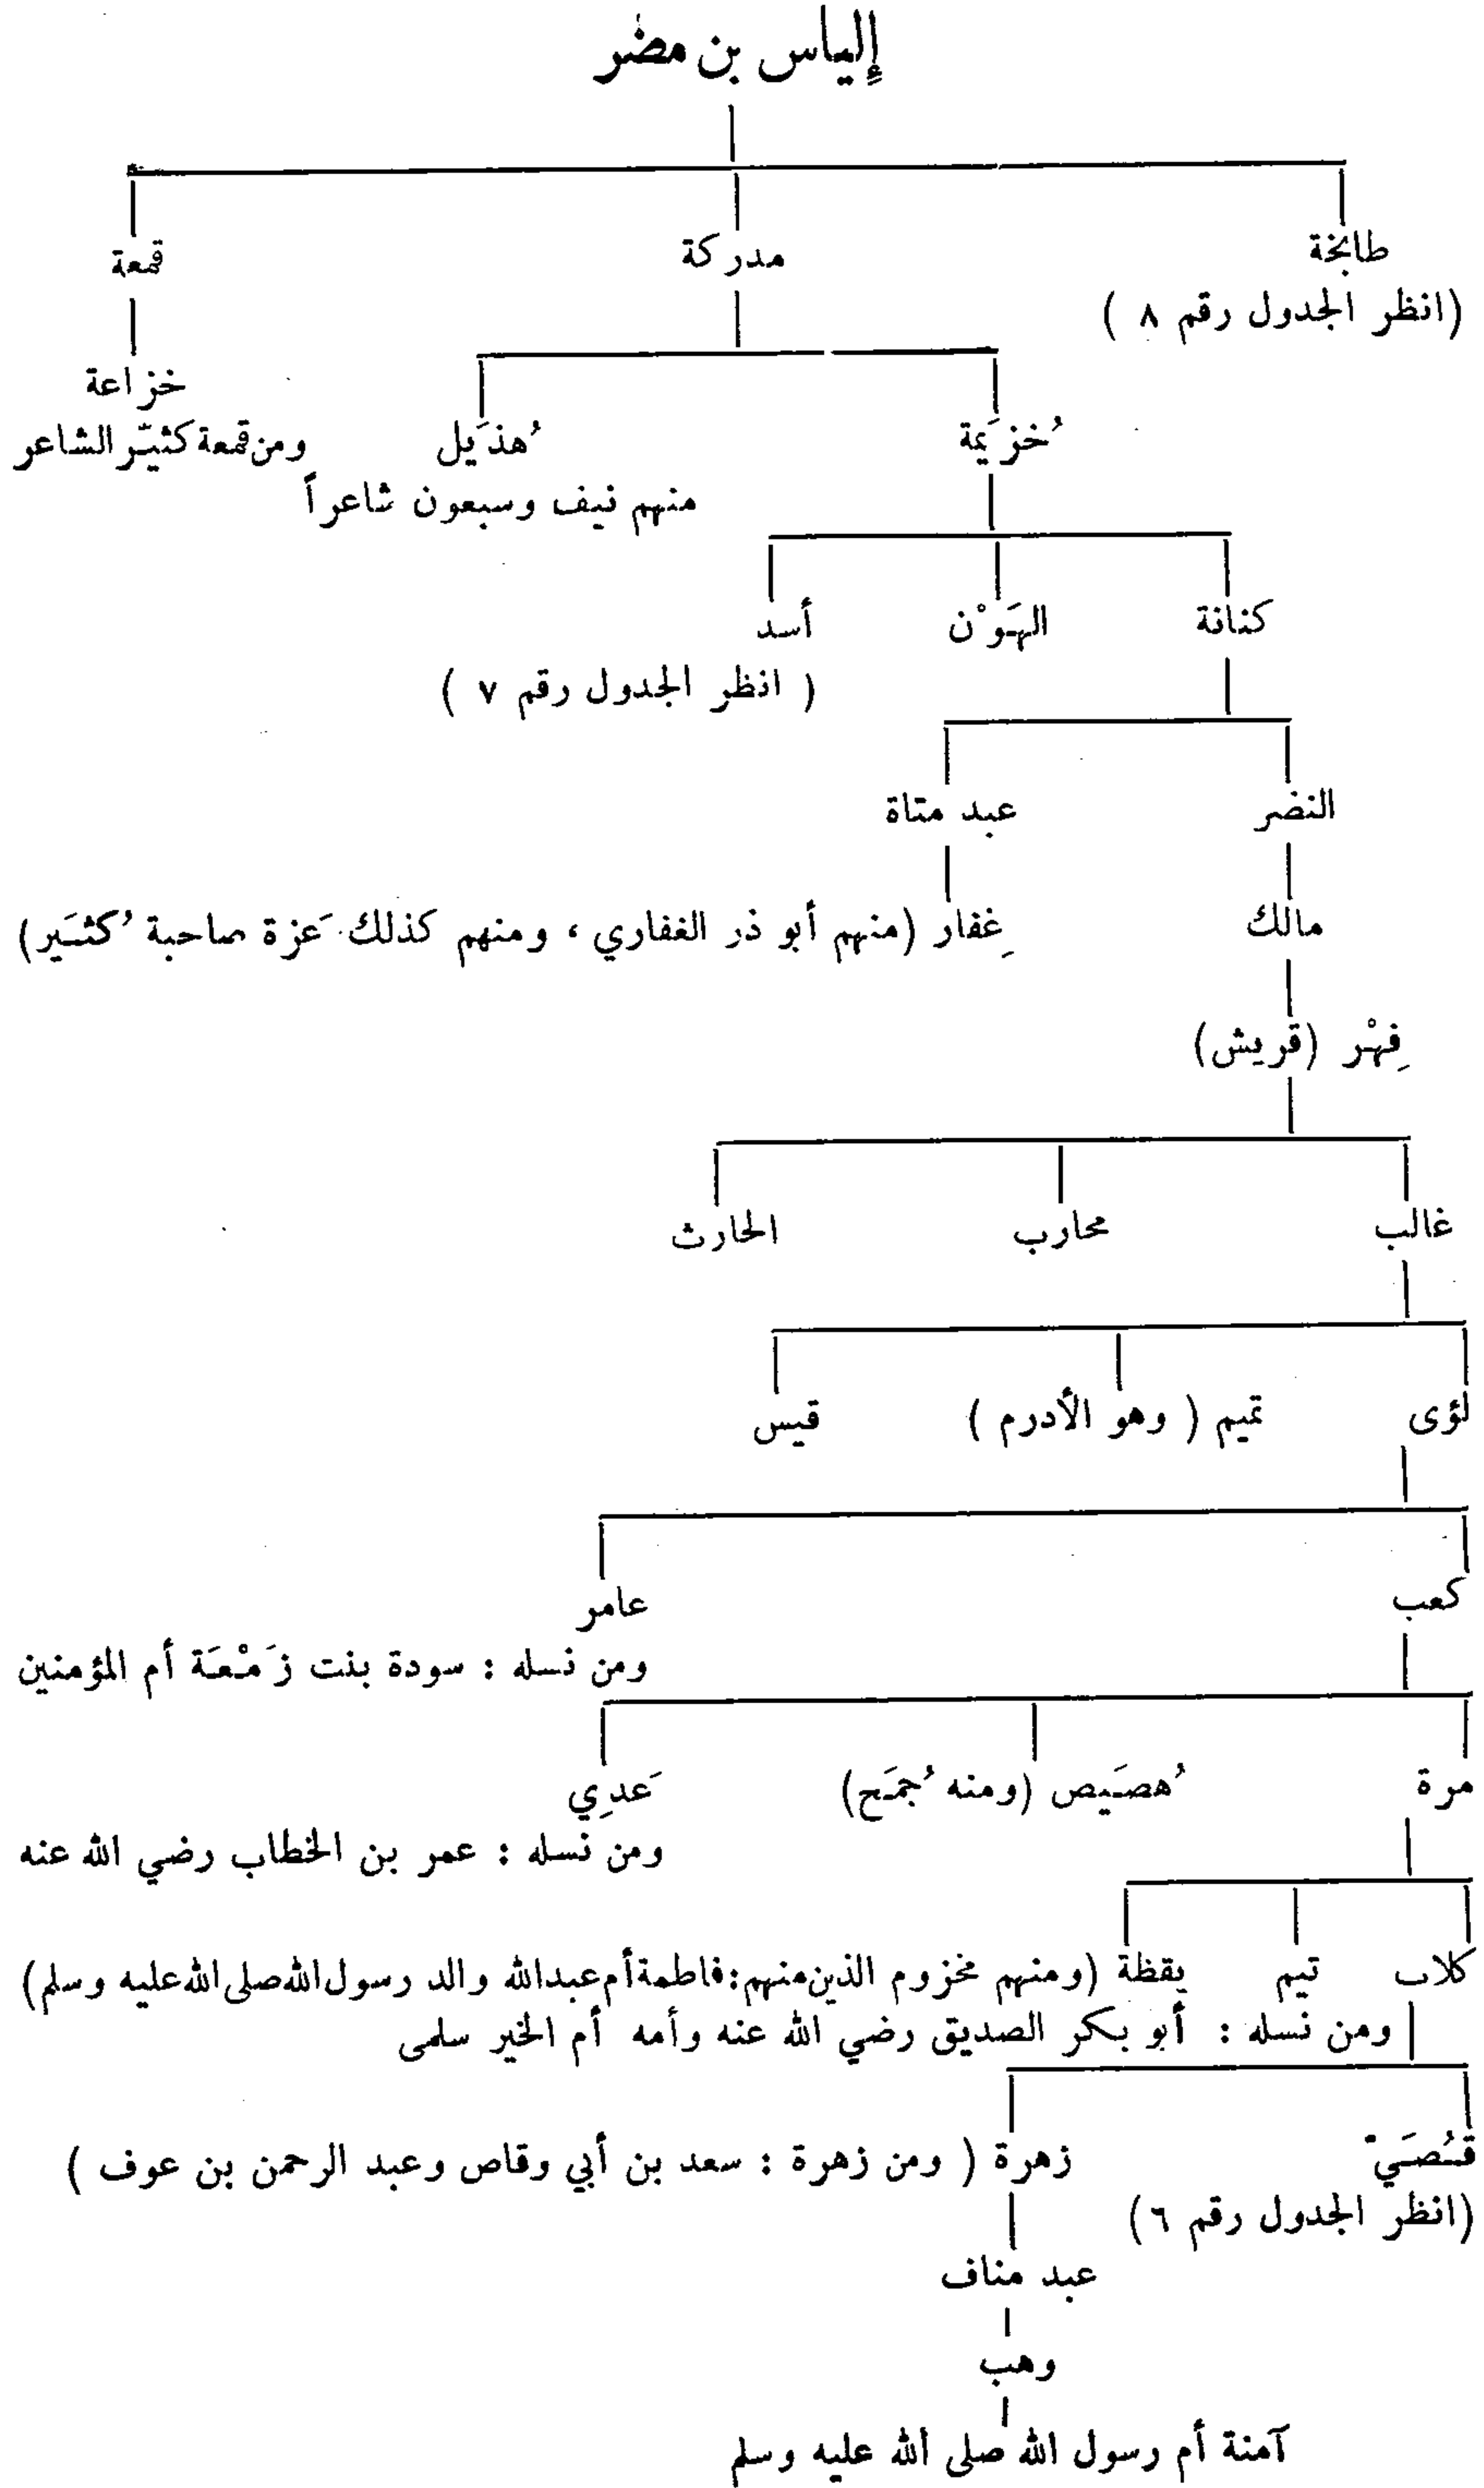 إلياس بن مضر
طابخة مدركة قمعة
(انظر الجدول رقم ٨ )
خزاعة
خُزَيمة هُذَيل ومن قمعة كثيّر الشاعر
منهم نيف وسبعون شاعراً
كنانة الهَوْن أسد
( انظر الجدول رقم ٧ )
النضر عبد متاة
مالك غِفار (منهم أبو ذر الغفاري ، ومنهم كذلك عَزة صاحبة كُثَير)
فِهْر (قريش)
غالب محارب الحارث
لؤى تميم ( وهو الأدرم ) قيس
كعب عامر
ومن نسله : سودة بنت زَمْعَة أم المؤمنين
مرة هُصَيص (ومنه جُمَح) عَدِي
ومن نسله : عمر بن الخطاب رضي الله عنه
كلاب تيم يقظة (ومنهم مخزوم الذين منهم: فاطمة أم عبدالله والد رسول الله صلى الله عليه وسلم)
ومن نسله : أبو بكر الصديق رضي الله عنه وأمه أم الخير سلمى
قُصَيّ زهرة ( ومن زهرة : سعد بن أبي وقاص وعبد الرحمن بن عوف )
(انظر الجدول رقم ٦)
عبد مناف
وهب
آمنة أم رسول الله صلى الله عليه وسلم